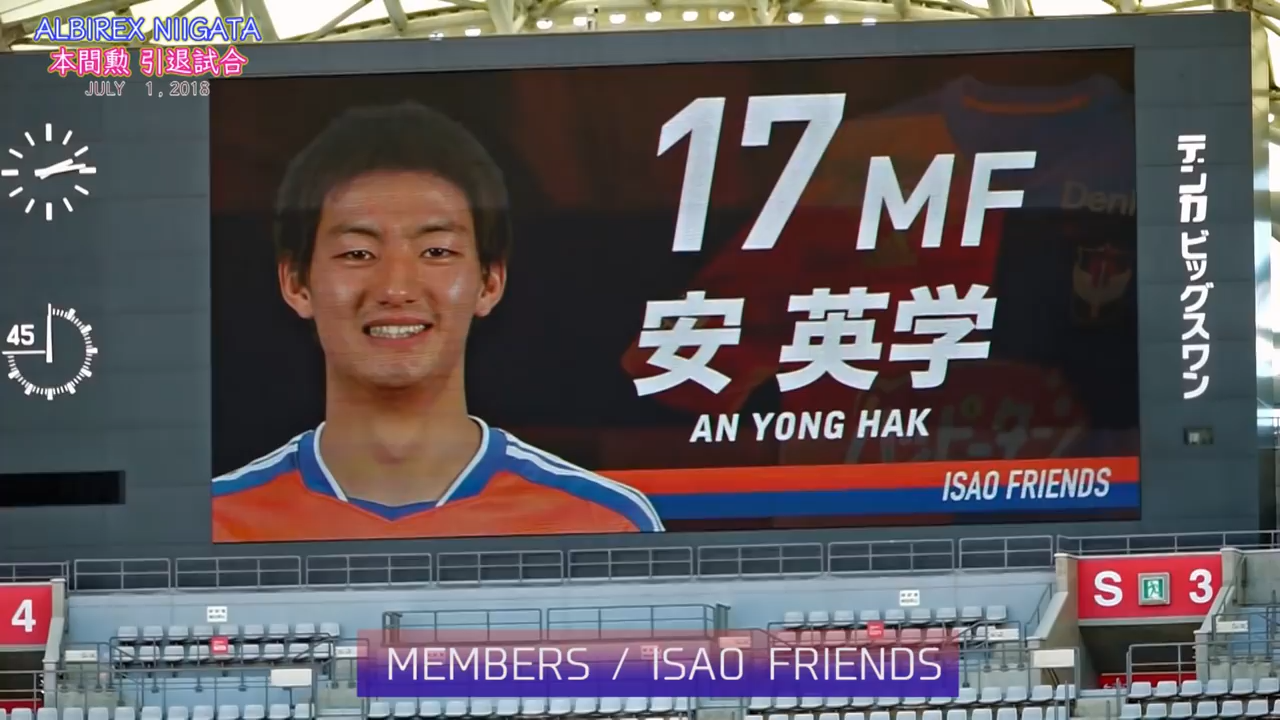 ALBIREX NIIGATA
本間勲 引退試合
JULY 1, 2018
17 MF
安 英学
AN YONG HAK
ISAO FRIENDS
Denk
デンカビッグスワン
45
4
S 3
MEMBERS / ISAO FRIENDS